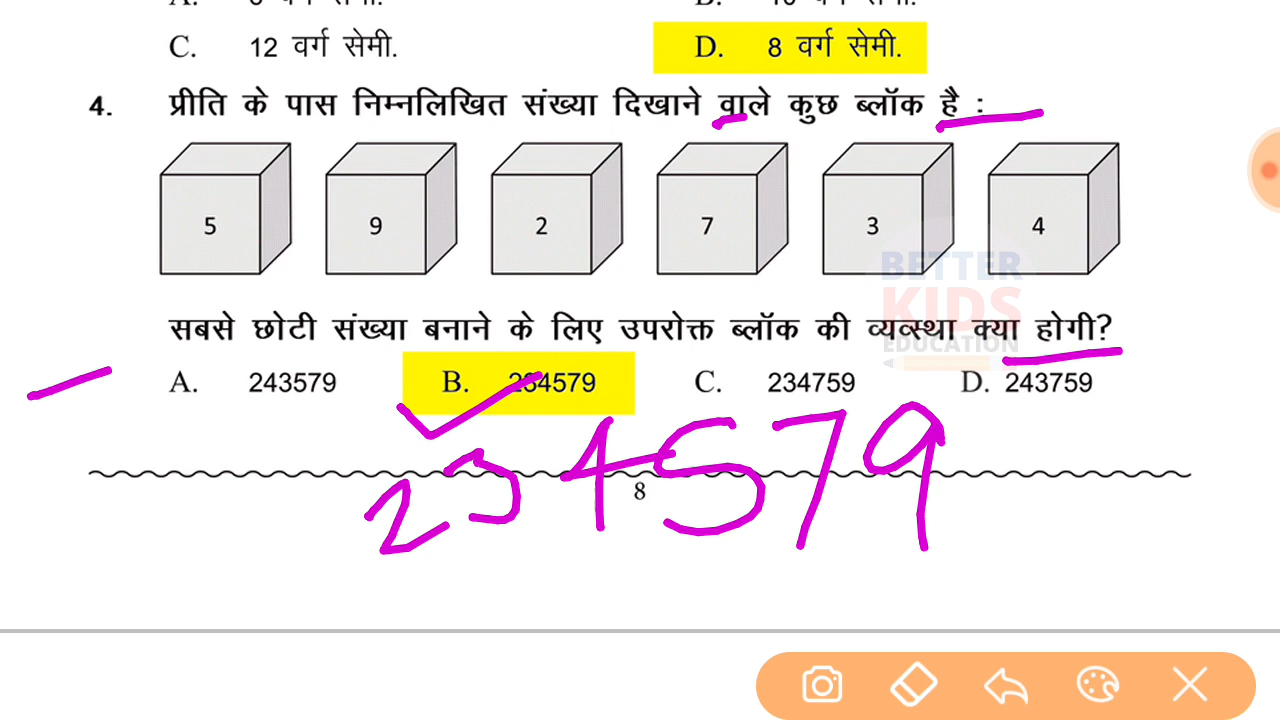 C. 12 वर्ग सेमी. D. 8 वर्ग सेमी.
4. प्रीति के पास निम्नलिखित संख्या दिखाने वाले कुछ ब्लॉक है :
5 9 2 7 3 4
BETTER
KIDS
EDUCATION
सबसे छोटी संख्या बनाने के लिए उपरोक्त ब्लॉक की व्यव्स्था क्या होगी?
A. 243579 B. 234579 C. 234759 D. 243759
234579
8